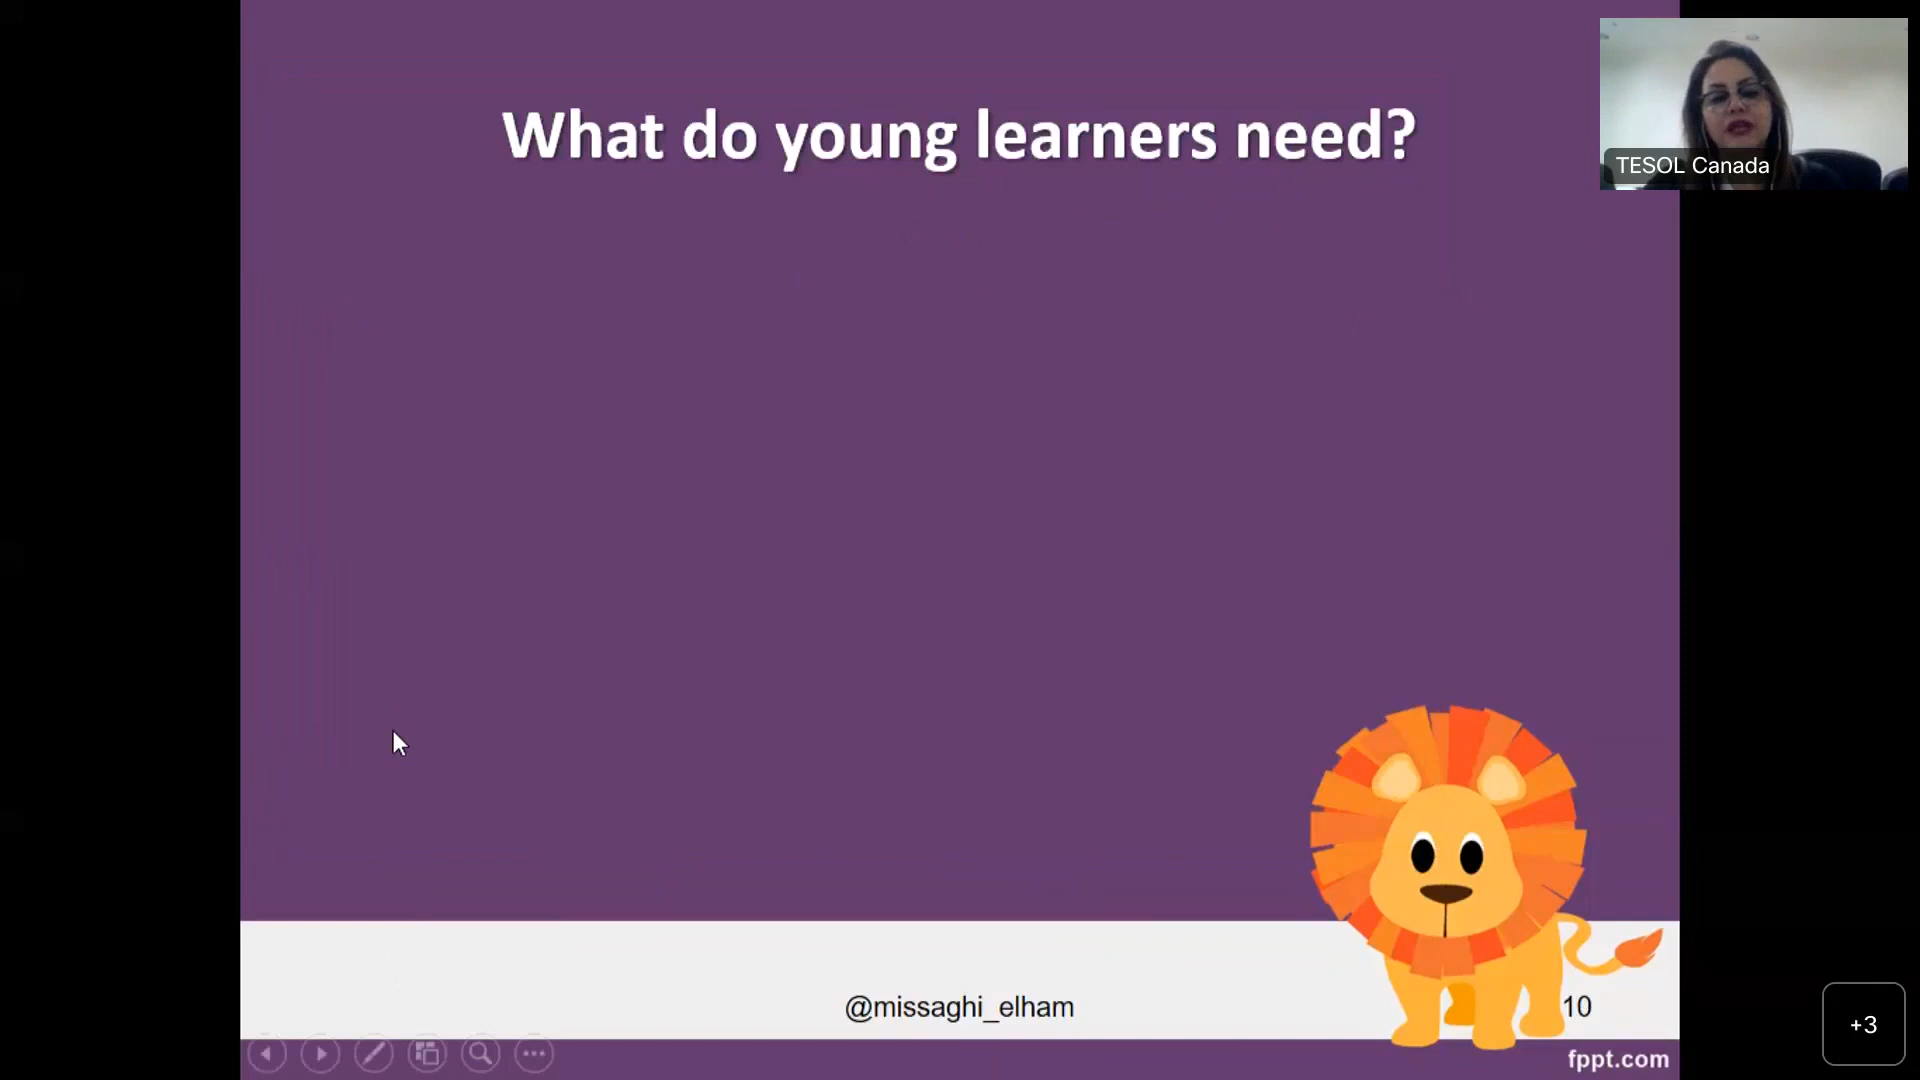 What do young learners need?
TESOL Canada
@missaghi_elham
10
+3
fppt.com